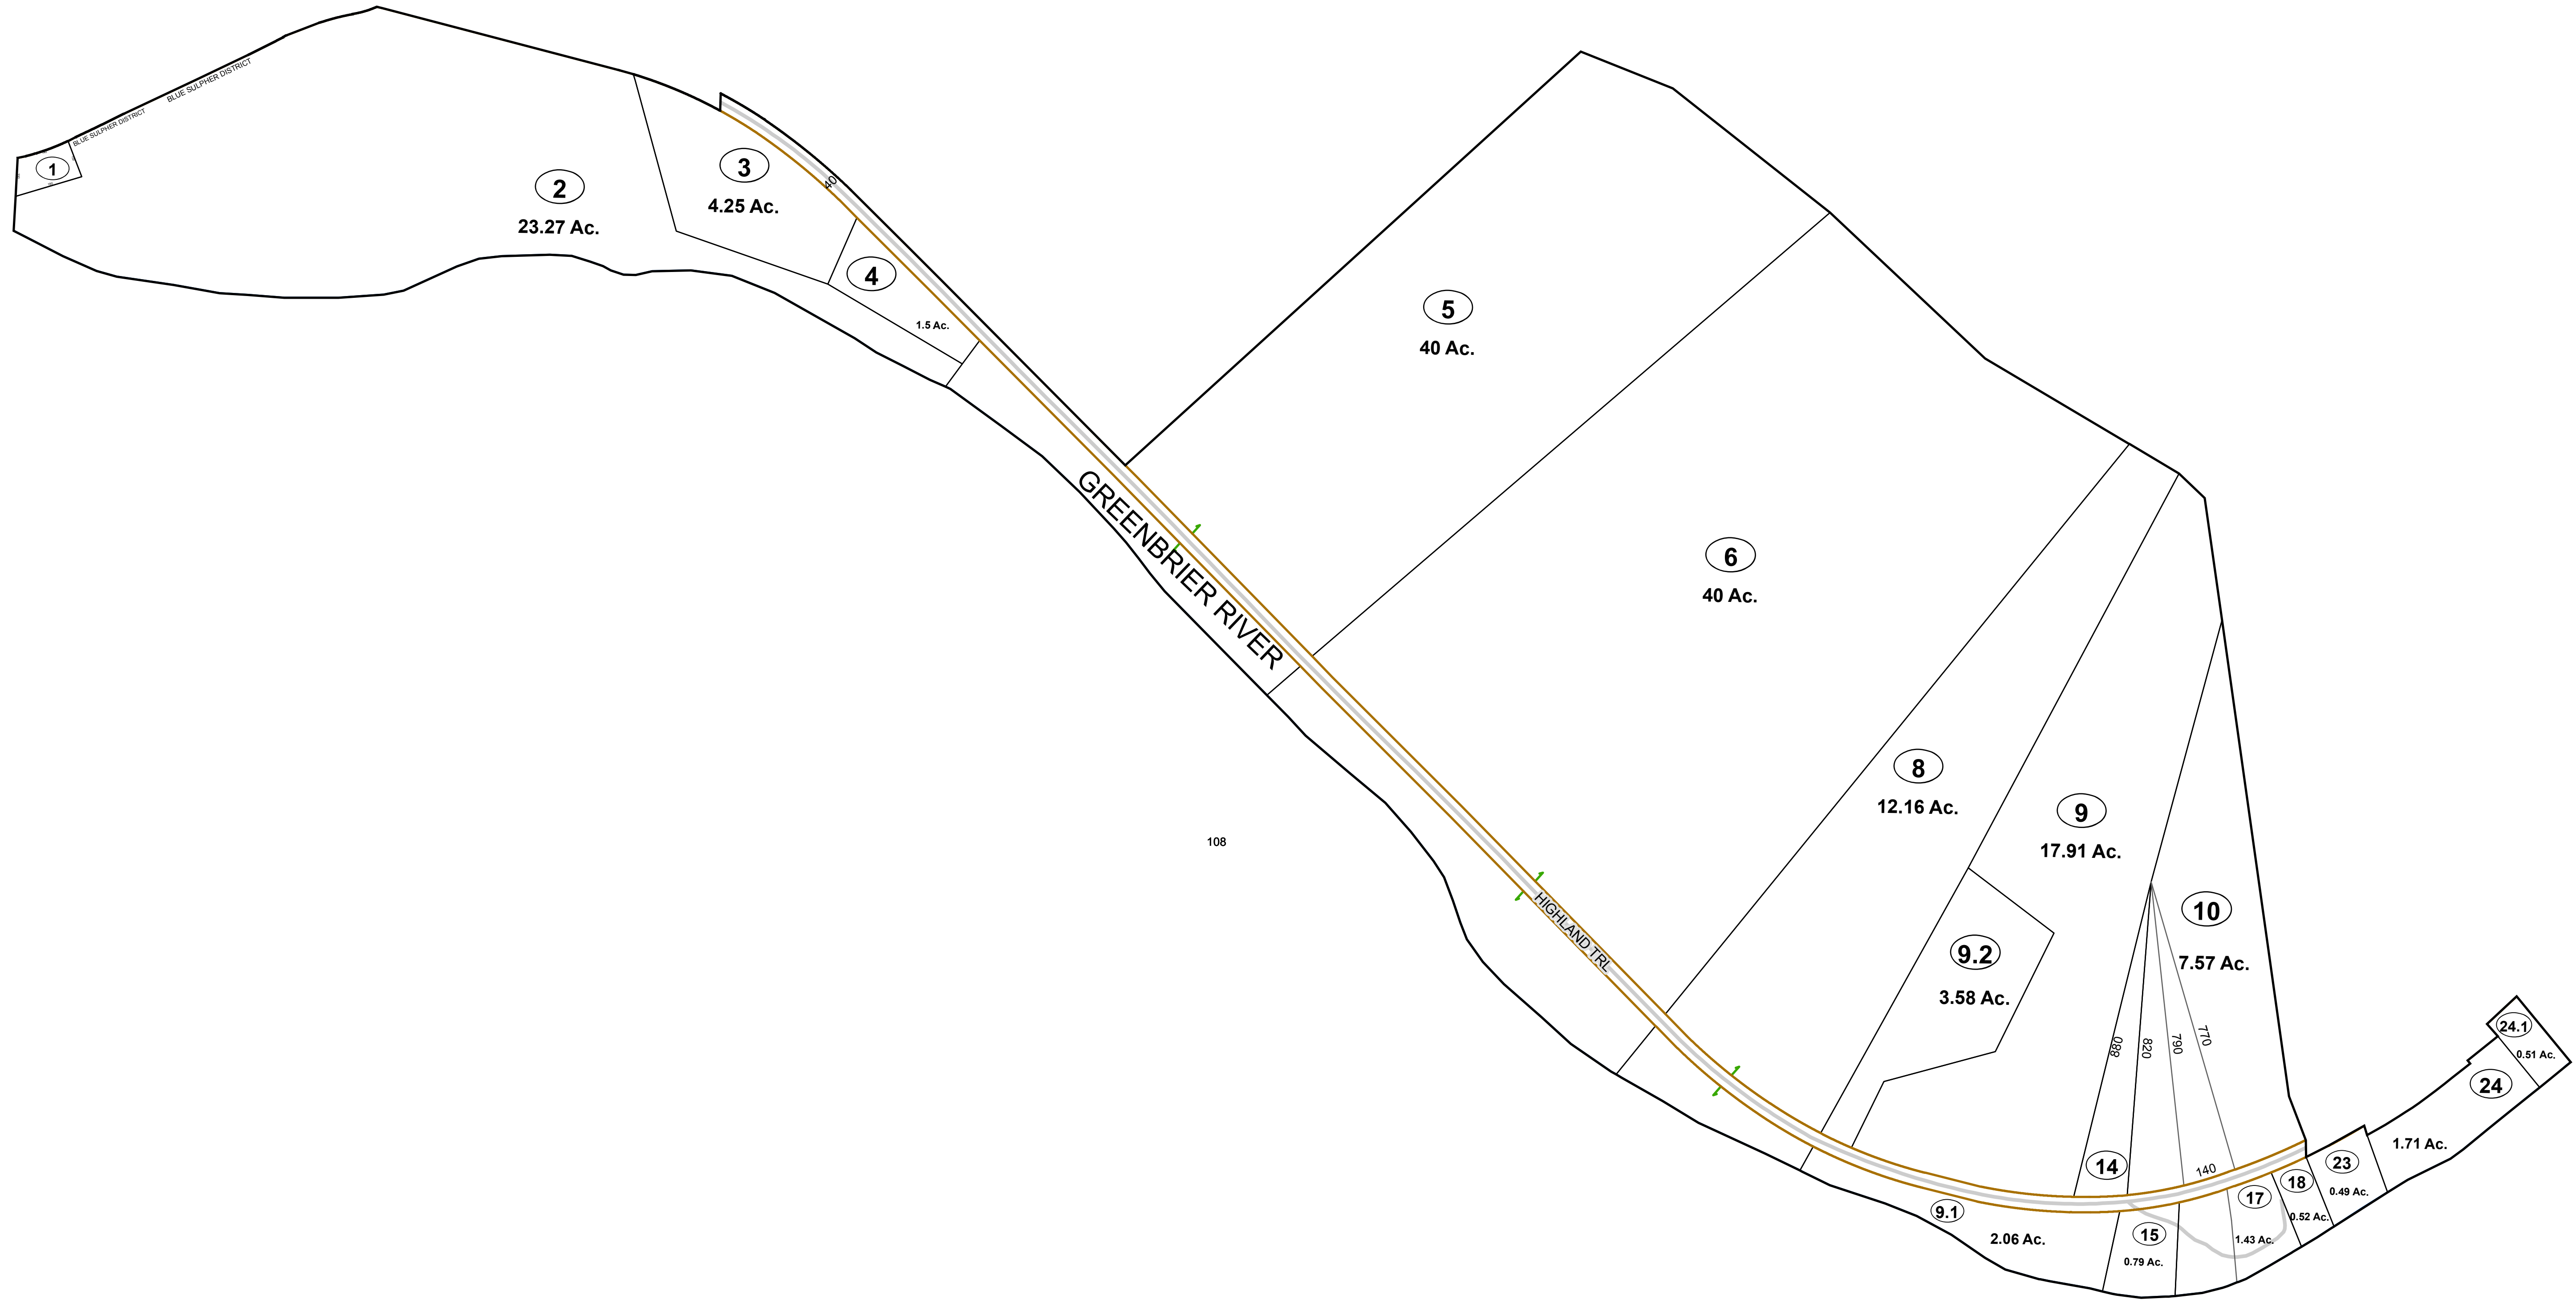 BLUE SULPHER DISTRICT
BLUE SULPHER DISTRICT
1
2
23.27 Ac.
3
4.25 Ac.
40
4
1.5 Ac.
5
40 Ac.
6
40 Ac.
GREENBRIER RIVER
8
12.16 Ac.
9
17.91 Ac.
108
10
7.57 Ac.
HIGHLAND TRL
9.2
3.58 Ac.
880
820
790
770
24.1
0.51 Ac.
24
1.71 Ac.
14
140
23
0.49 Ac.
18
0.52 Ac.
17
1.43 Ac.
9.1
2.06 Ac.
15
0.79 Ac.